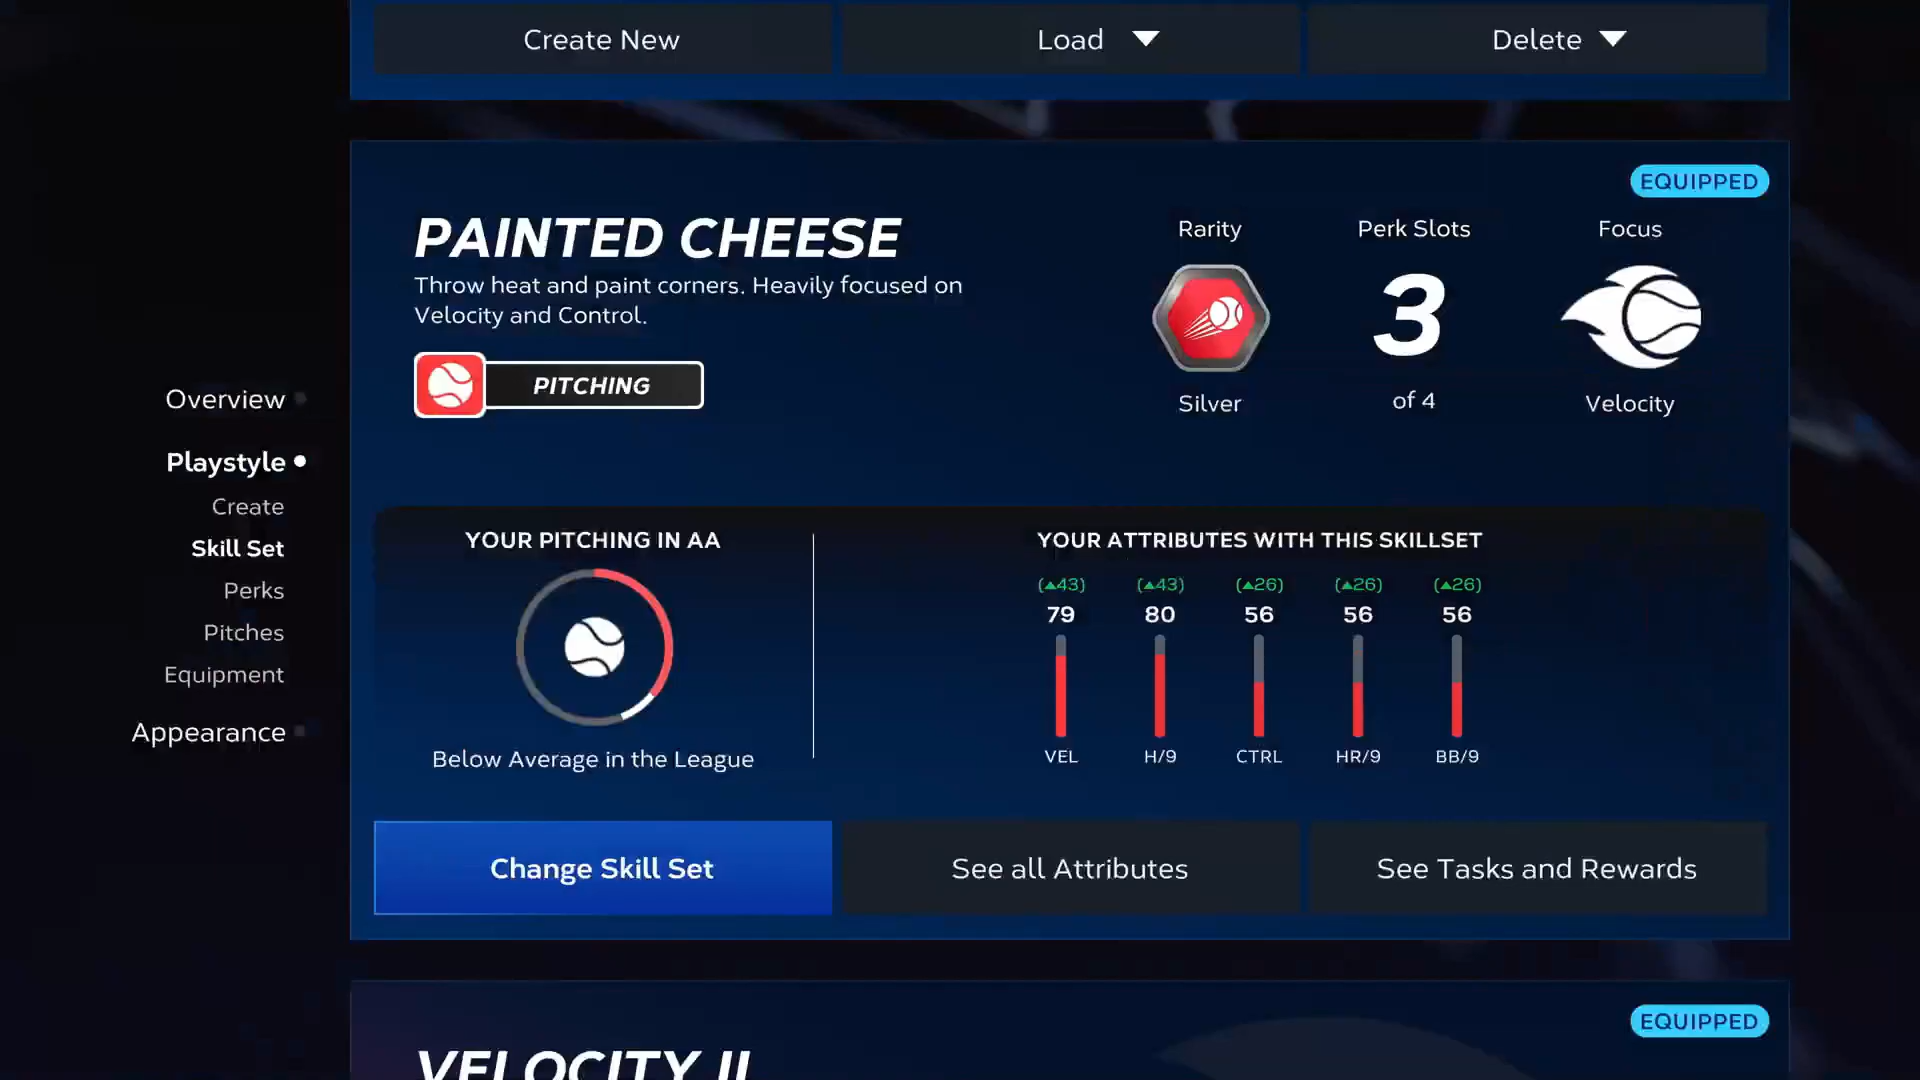 Create New
Load
Delete
EQUIPPED
PAINTED CHEESE
Throw heat and paint corners. Heavily focused on
Velocity and Control.
PITCHING
Rarity
Silver
Perk Slots
3
of 4
Focus
Velocity
Overview
Playstyle
Create
Skill Set
Perks
Pitches
Equipment
Appearance
YOUR PITCHING IN AA
Below Average in the League
YOUR ATTRIBUTES WITH THIS SKILLSET
(▲43) (▲43) (▲26) (▲26) (▲26)
79 80 56 56 56
VEL H/9 CTRL HR/9 BB/9
Change Skill Set
See all Attributes
See Tasks and Rewards
EQUIPPED
VELOCITY II